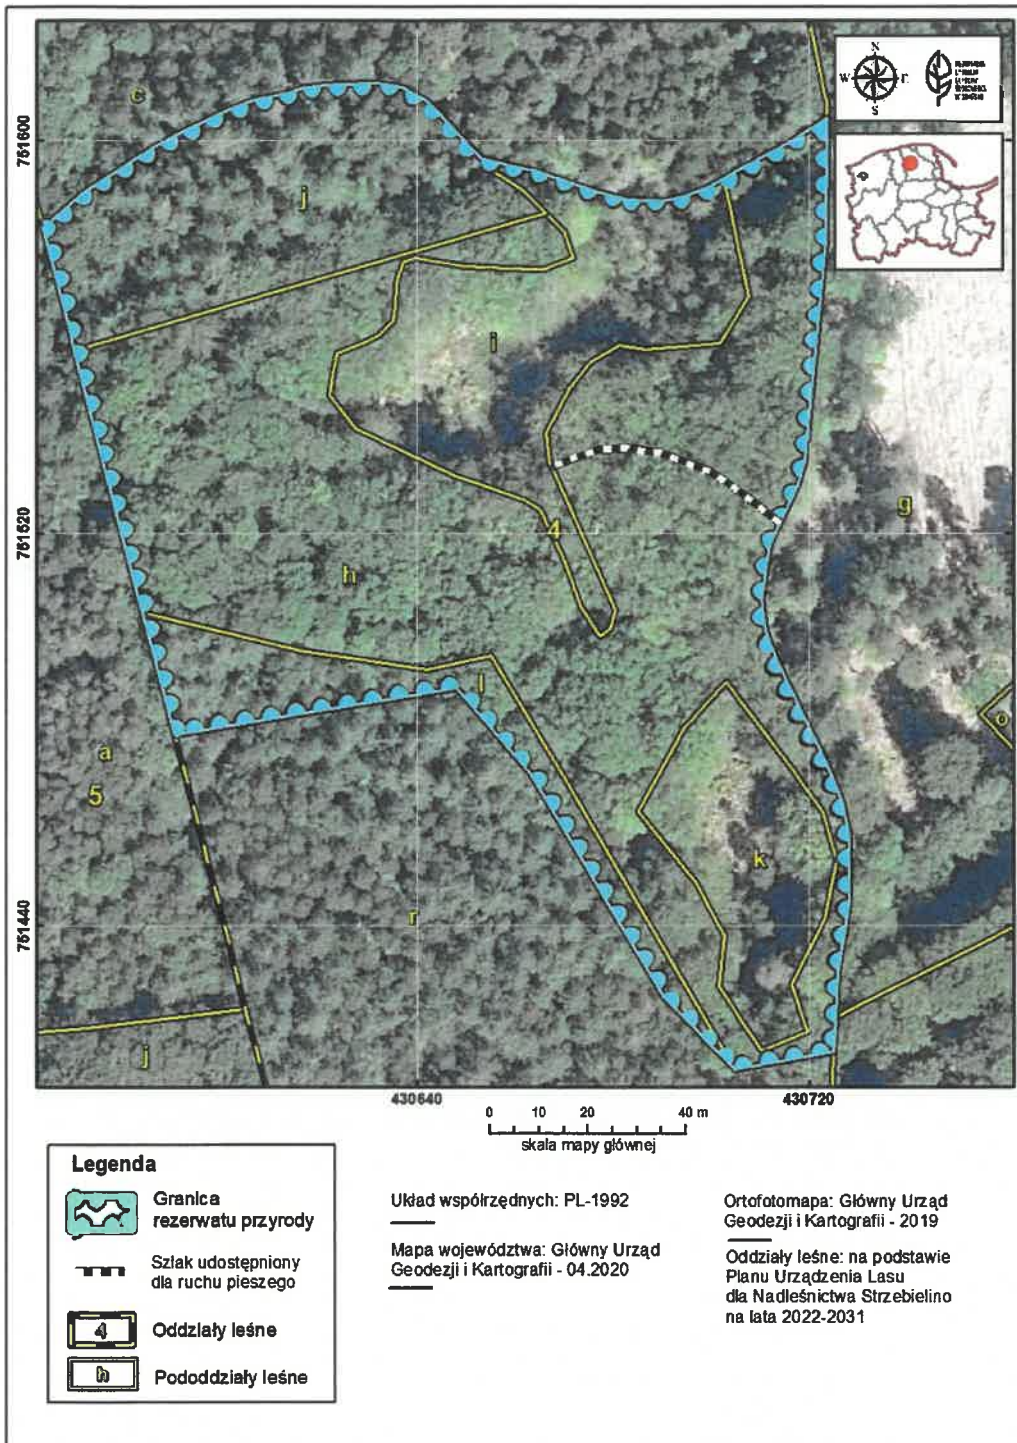 N
W
E
S
c
751600
j
i
g
751520
4
h
l
o
a
5
k
751440
r
j
430640
430720
0 10 20 40 m
skala mapy głównej
Legenda
Granica
rezerwatu przyrody
Szlak udostępniony
dla ruchu pieszego
4 Oddziały leśne
h Pododdziały leśne
Układ współrzędnych: PL-1992
Mapa województwa: Główny Urząd
Geodezji i Kartografii - 04.2020
Ortofotomapa: Główny Urząd
Geodezji i Kartografii - 2019
Oddziały leśne: na podstawie
Planu Urządzenia Lasu
dla Nadleśnictwa Strzebielino
na lata 2022-2031